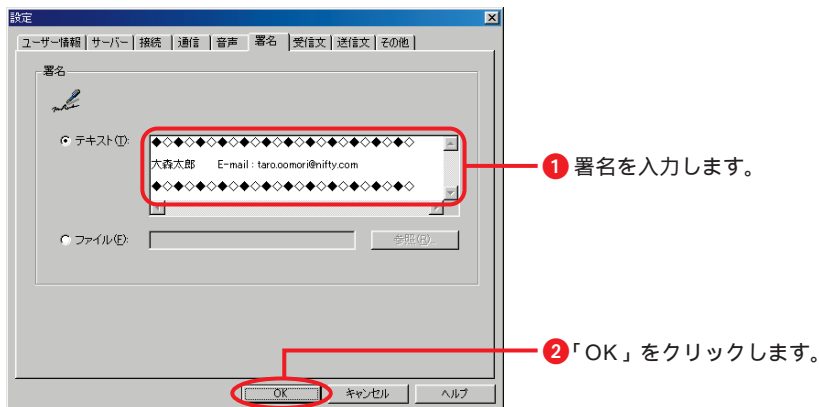 設定
ユーザー情報 サーバー 接続 通信 音声 署名 受信文 送信文 その他
署名
テキスト(T):
◆◇◆◇◆◇◆◇◆◇◆◇◆◇◆◇◆◇◆◇◆◇◆◇
大森太郎 E-mail : taro.oomori@nifty.com
◆◇◆◇◆◇◆◇◆◇◆◇◆◇◆◇◆◇◆◇◆◇◆◇
1 署名を入力します。
ファイル(F): 参照(R)...
2 「OK」をクリックします。
OK キャンセル ヘルプ